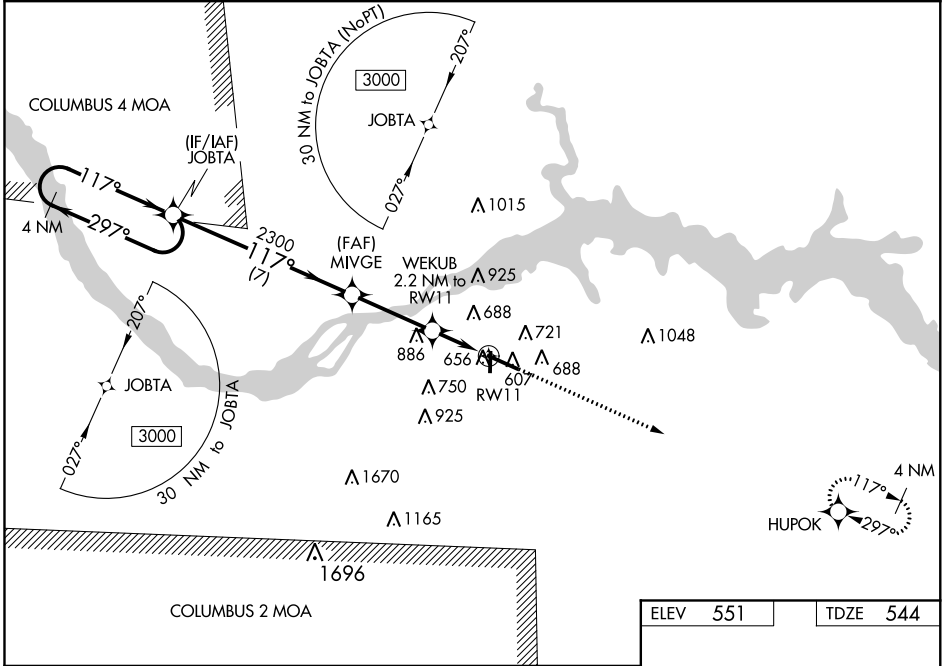 30 NM to JOBTA (NoPT)
207°
3000
JOBTA
027°
COLUMBUS 4 MOA
(IF/IAF)
JOBTA
117°
297°
4 NM
2300
117°
(7)
(FAF)
MIVGE
WEKUB
2.2 NM to
RW11
1015
925
688
721
1048
886
656
607
688
RW11
750
925
207°
JOBTA
3000
027°
30 NM to JOBTA
1670
1165
1696
4 NM
117°
297°
HUPOK
COLUMBUS 2 MOA
ELEV 551
TDZE 544